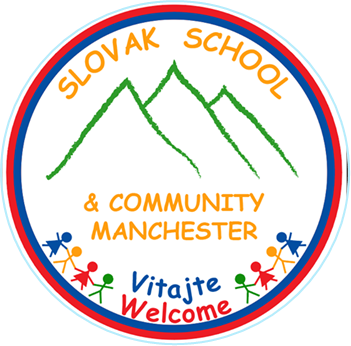 SLOVAK SCHOOL
& COMMUNITY
MANCHESTER
Vitajte
Welcome